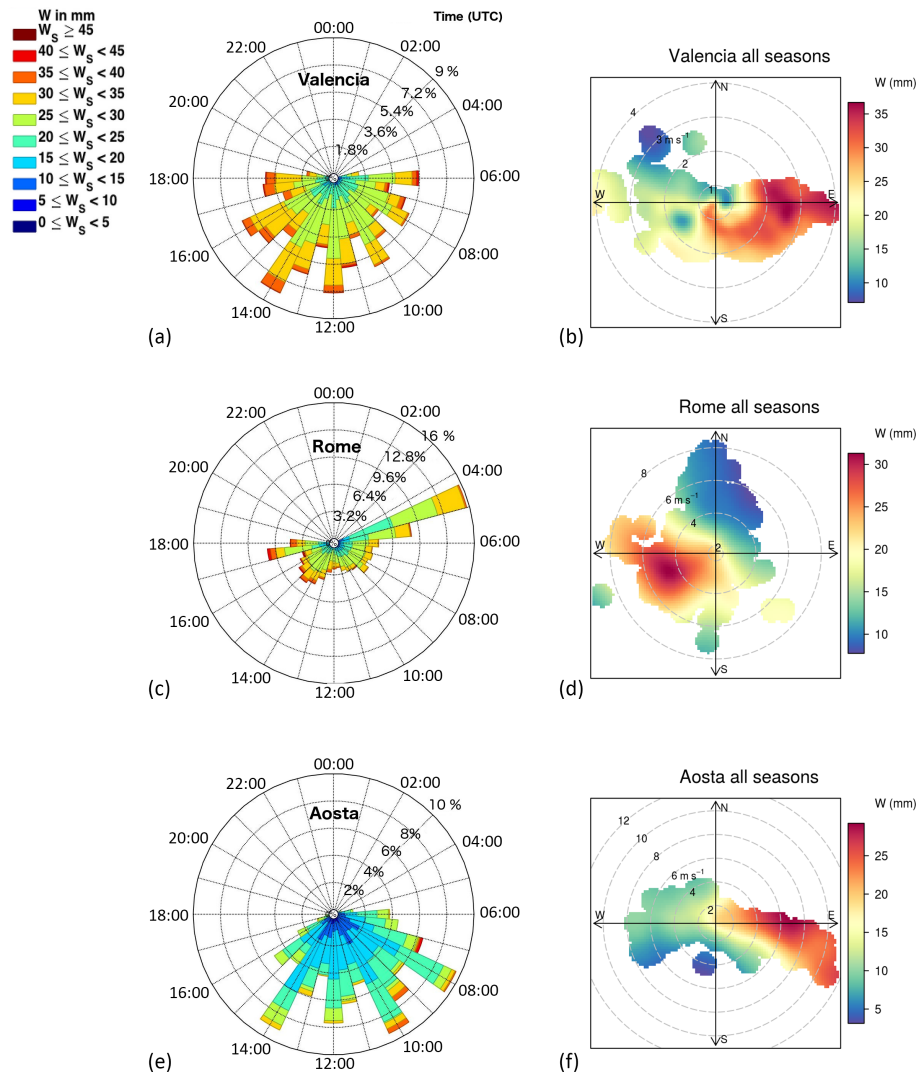 W in mm
W_S ≥ 45
40 ≤ W_S < 45
35 ≤ W_S < 40
30 ≤ W_S < 35
25 ≤ W_S < 30
20 ≤ W_S < 25
15 ≤ W_S < 20
10 ≤ W_S < 15
5 ≤ W_S < 10
0 ≤ W_S < 5
Time (UTC)
00:00
22:00
02:00
9 %
Valencia
7.2%
20:00
04:00
5.4%
3.6%
1.8%
18:00
06:00
16:00
08:00
14:00
10:00
12:00
(a)
Valencia all seasons
W (mm)
N
4
3 m s⁻¹
2
1
W
E
S
35
30
25
20
15
10
(b)
00:00
22:00
02:00
16 %
Rome
12.8%
20:00
04:00
9.6%
6.4%
3.2%
18:00
06:00
16:00
08:00
14:00
10:00
12:00
(c)
Rome all seasons
W (mm)
N
8
6 m s⁻¹
4
2
W
E
S
30
25
20
15
10
(d)
00:00
22:00
02:00
10 %
Aosta
8%
20:00
04:00
6%
4%
2%
18:00
06:00
16:00
08:00
14:00
10:00
12:00
(e)
Aosta all seasons
W (mm)
N
12
10
8
6 m s⁻¹
4
2
W
E
S
25
20
15
10
5
(f)